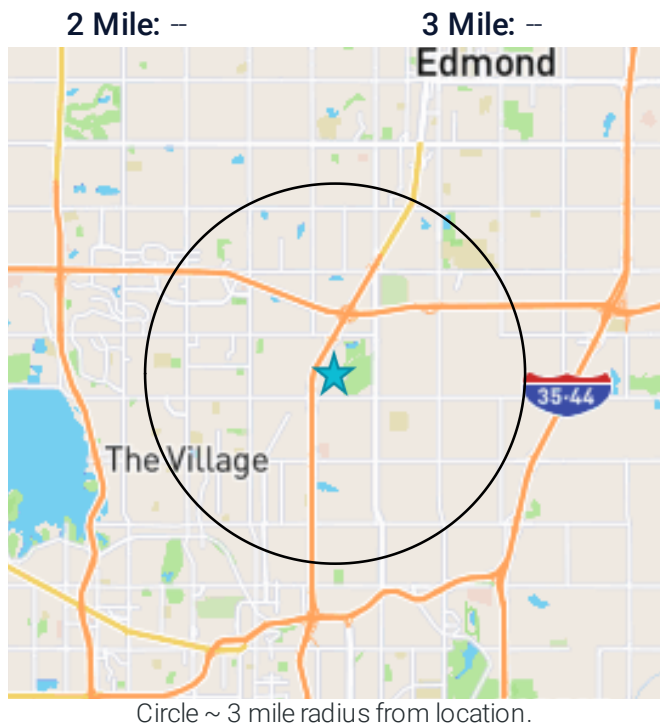 2 Mile: -- 3 Mile: --
Edmond
35-44
The Village
Circle ~ 3 mile radius from location.